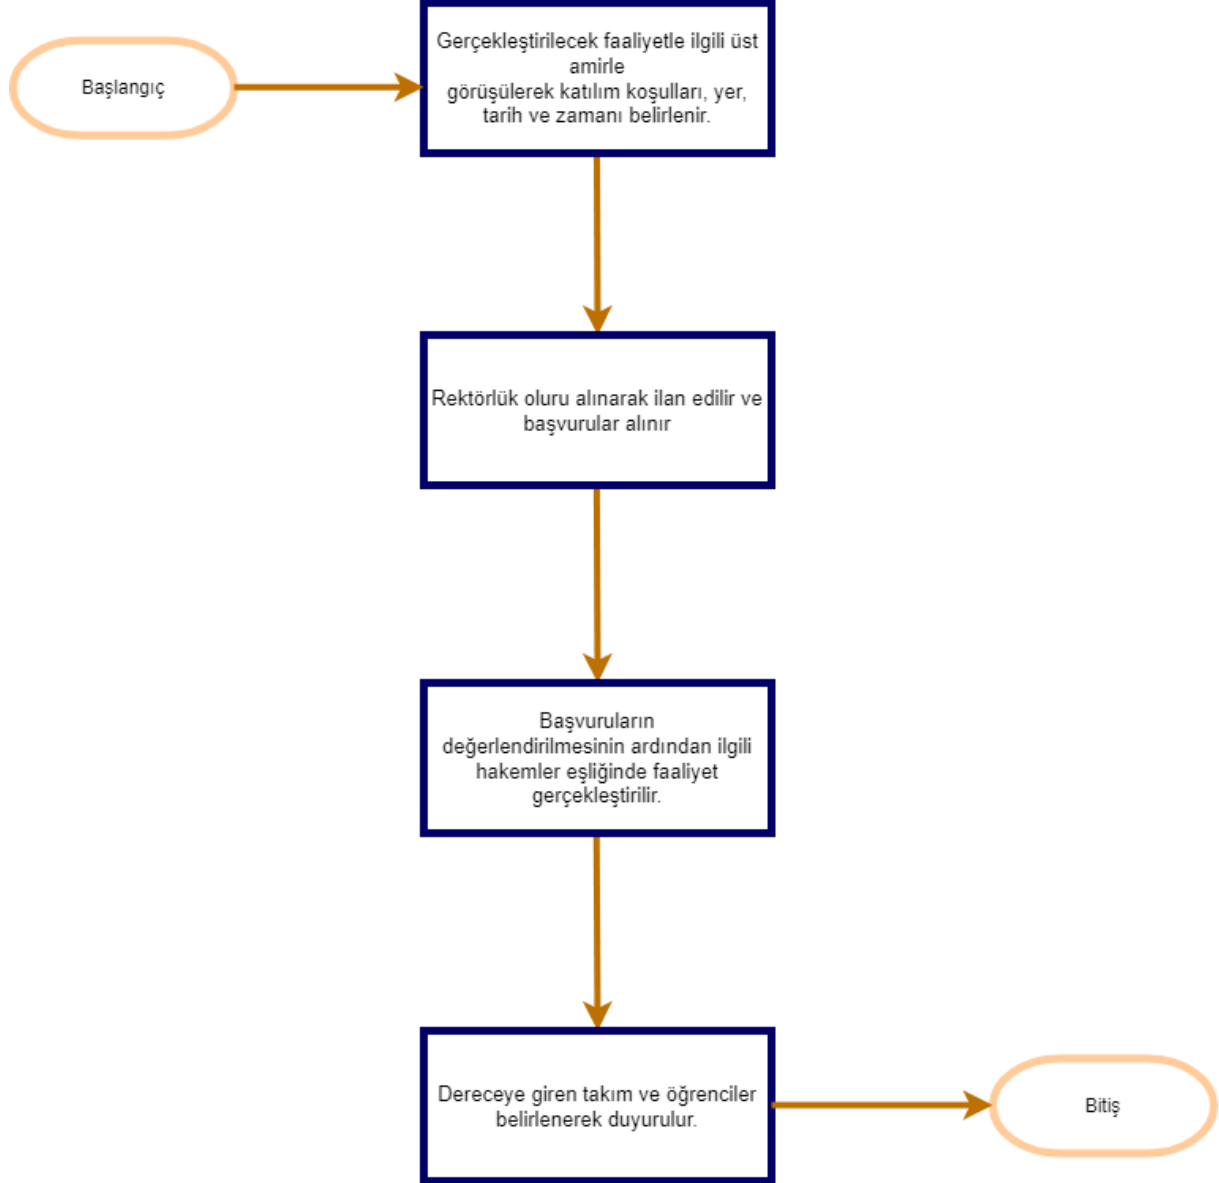 Başlangıç
Gerçekleştirilecek faaliyetle ilgili üst
amirle
görüşülerek katılım koşulları, yer,
tarih ve zamanı belirlenir.
Rektörlük oluru alınarak ilan edilir ve
başvurular alınır
Başvuruların
değerlendirilmesinin ardından ilgili
hakemler eşliğinde faaliyet
gerçekleştirilir.
Dereceye giren takım ve öğrenciler
belirlenerek duyurulur.
Bitiş